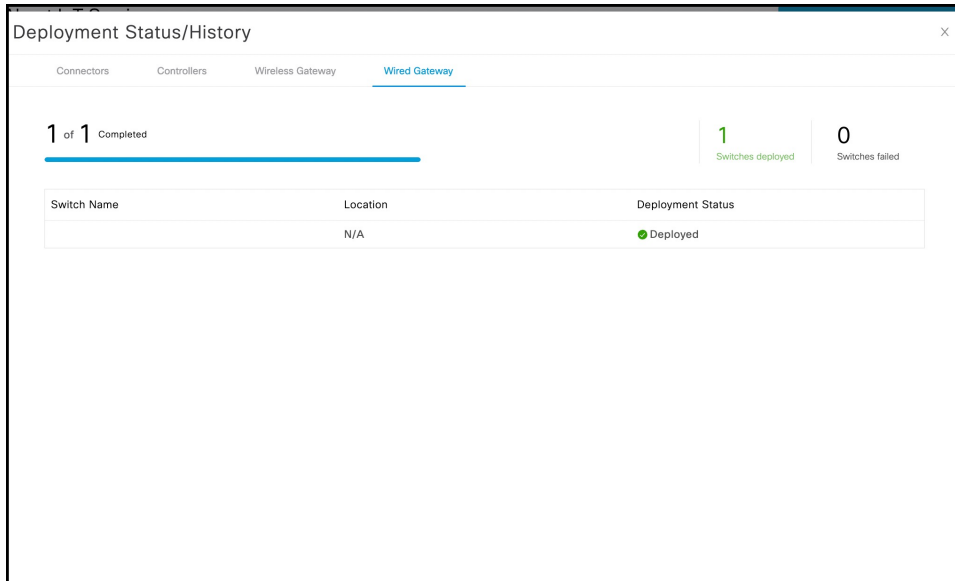 Deployment Status/History
Connectors Controllers Wireless Gateway Wired Gateway
1 of 1 Completed
1 Switches deployed
0 Switches failed
Switch Name Location Deployment Status
N/A Deployed